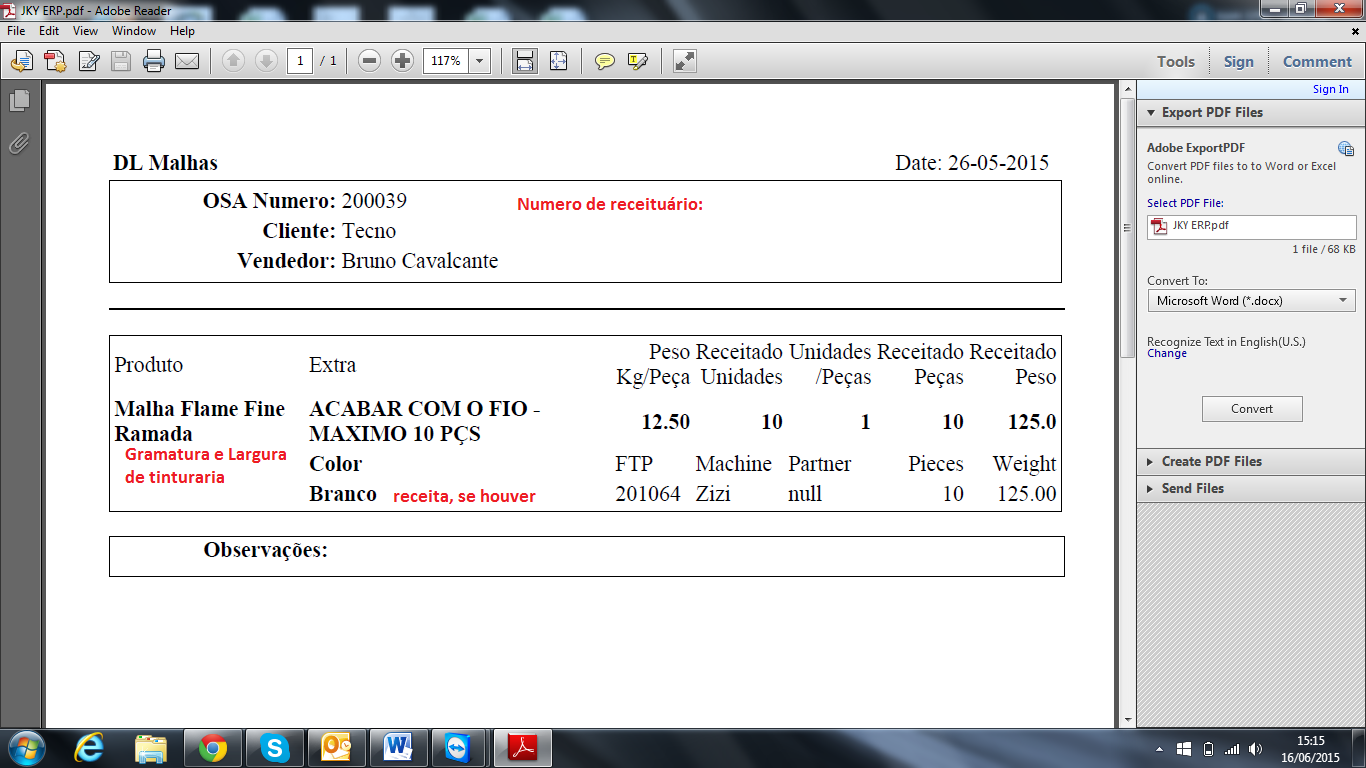 JKY ERP.pdf - Adobe Reader
File Edit View Window Help
1 / 1 117% Tools Sign Comment
Sign In
Export PDF Files
Adobe ExportPDF
Convert PDF files to to Word or Excel
online.
Select PDF File:
JKY ERP.pdf
1 file / 68 KB
Convert To:
Microsoft Word (*.docx)
Recognize Text in English(U.S.)
Change
Convert
Create PDF Files
Send Files
DL Malhas Date: 26-05-2015
OSA Numero: 200039 Numero de receituário:
Cliente: Tecno
Vendedor: Bruno Cavalcante
Produto Extra Peso Receitado Unidades Receitado Receitado
Kg/Peça Unidades /Peças Peças Peso
Malha Flame Fine ACABAR COM O FIO - 12.50 10 1 10 125.0
Ramada MAXIMO 10 PÇS
Gramatura e Largura Color FTP Machine Partner Pieces Weight
de tinturaria
Branco receita, se houver 201064 Zizi null 10 125.00
Observações:
15:15
16/06/2015